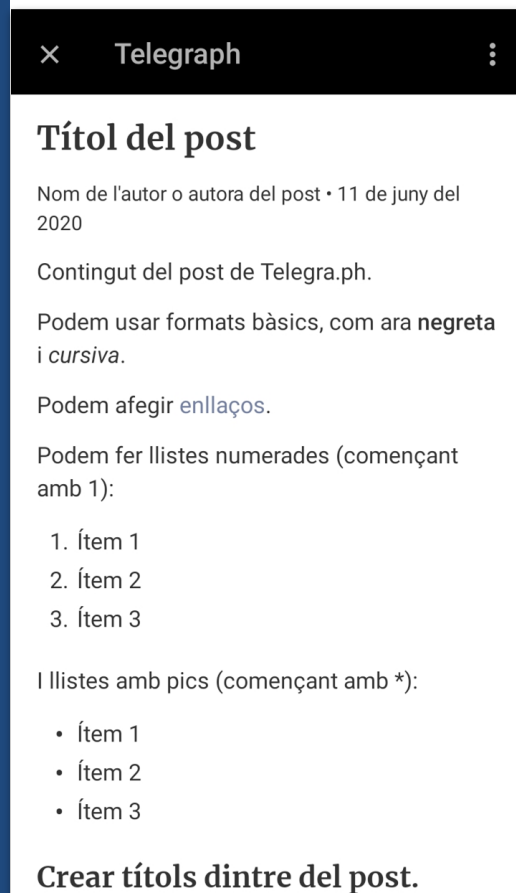 Telegraph
Títol del post
Nom de l'autor o autora del post • 11 de juny del
2020
Contingut del post de Telegra.ph.
Podem usar formats bàsics, com ara negreta
i cursiva.
Podem afegir enllaços.
Podem fer llistes numerades (començant
amb 1):
1. Ítem 1
2. Ítem 2
3. Ítem 3
I llistes amb pics (començant amb *):
• Ítem 1
• Ítem 2
• Ítem 3
Crear títols dintre del post.